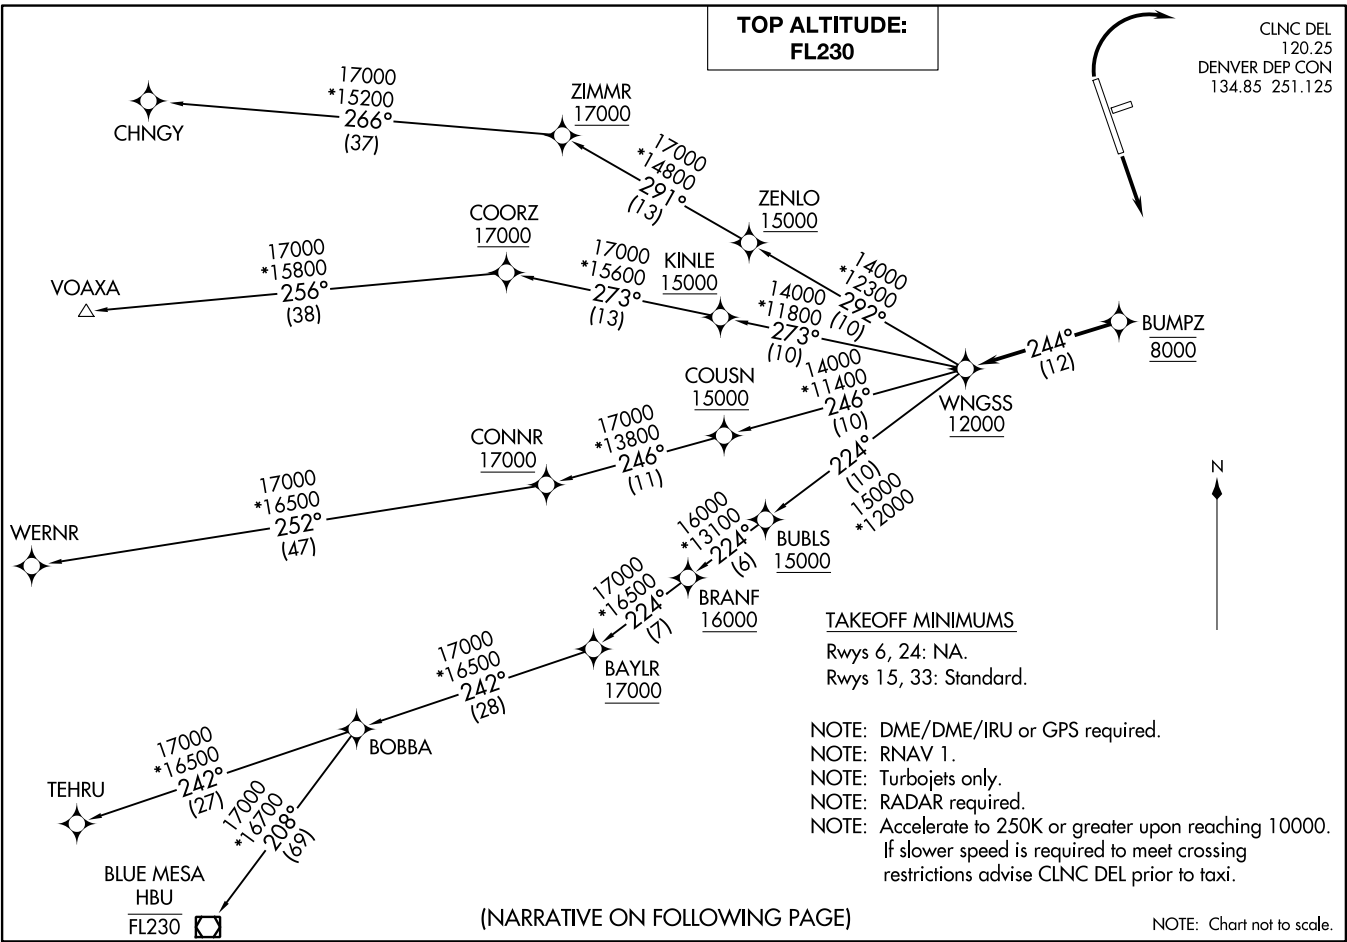 TOP ALTITUDE:
FL230
CLNC DEL
120.25
DENVER DEP CON
134.85 251.125
CHNGY
17000
*15200
266°
(37)
ZIMMR
17000
17000
*14800
291°
(13)
ZENLO
15000
14000
*12300
292°
(10)
VOAXA
17000
*15800
256°
(38)
COORZ
17000
17000
*15600
273°
(13)
KINLE
15000
14000
*11800
273°
(10)
BUMPZ
8000
244°
(12)
WNGSS
12000
COUSN
15000
14000
*11400
246°
(10)
CONNR
17000
17000
*13800
246°
(11)
WERNR
17000
*16500
252°
(47)
224°
(10)
15000
*12000
BUBLS
15000
16000
*13100
224°
(6)
BRANF
16000
17000
*16500
224°
(7)
BAYLR
17000
17000
*16500
242°
(28)
BOBBA
TEHRU
17000
*16500
242°
(27)
17000
*16700
208°
(69)
BLUE MESA
HBU
FL230
N
TAKEOFF MINIMUMS
Rwys 6, 24: NA.
Rwys 15, 33: Standard.
NOTE: DME/DME/IRU or GPS required.
NOTE: RNAV 1.
NOTE: Turbojets only.
NOTE: RADAR required.
NOTE: Accelerate to 250K or greater upon reaching 10000.
If slower speed is required to meet crossing
restrictions advise CLNC DEL prior to taxi.
(NARRATIVE ON FOLLOWING PAGE)
NOTE: Chart not to scale.